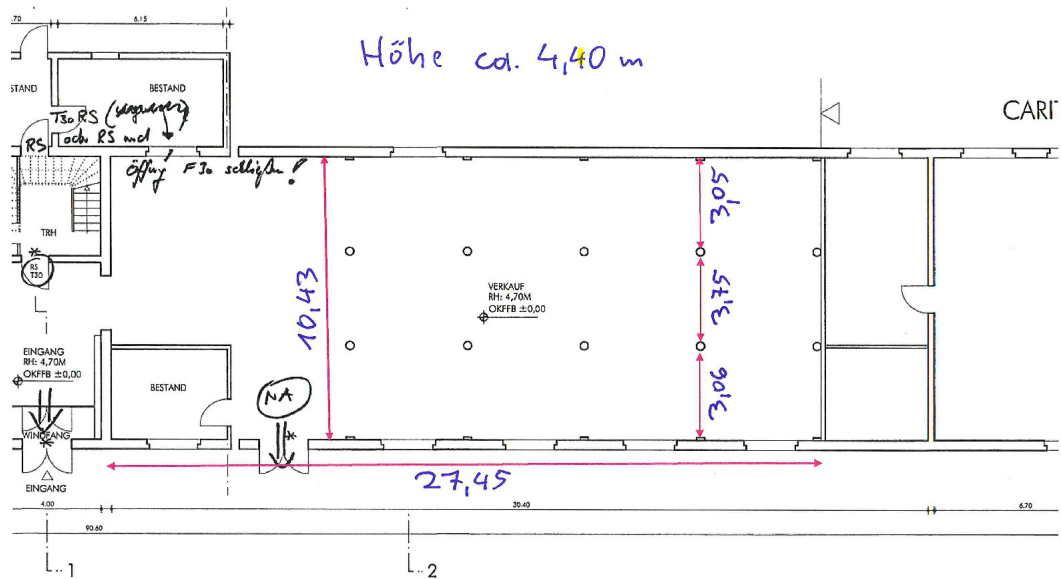 .70
6.15
Höhe ca. 4,40 m
STAND
BESTAND
T30 RS
oder RS und
RS
Öffng F30 schließen!
CARIT
TRH
RS
T30
10,43
3,05
3,75
3,06
VERKAUF
RH: 4,70M
OKFFB ±0,00
EINGANG
RH: 4,70M
OKFFB ±0,00
BESTAND
NA
WINDFANG
EINGANG
27,45
4.00
30.40
6.70
90.60
1
2